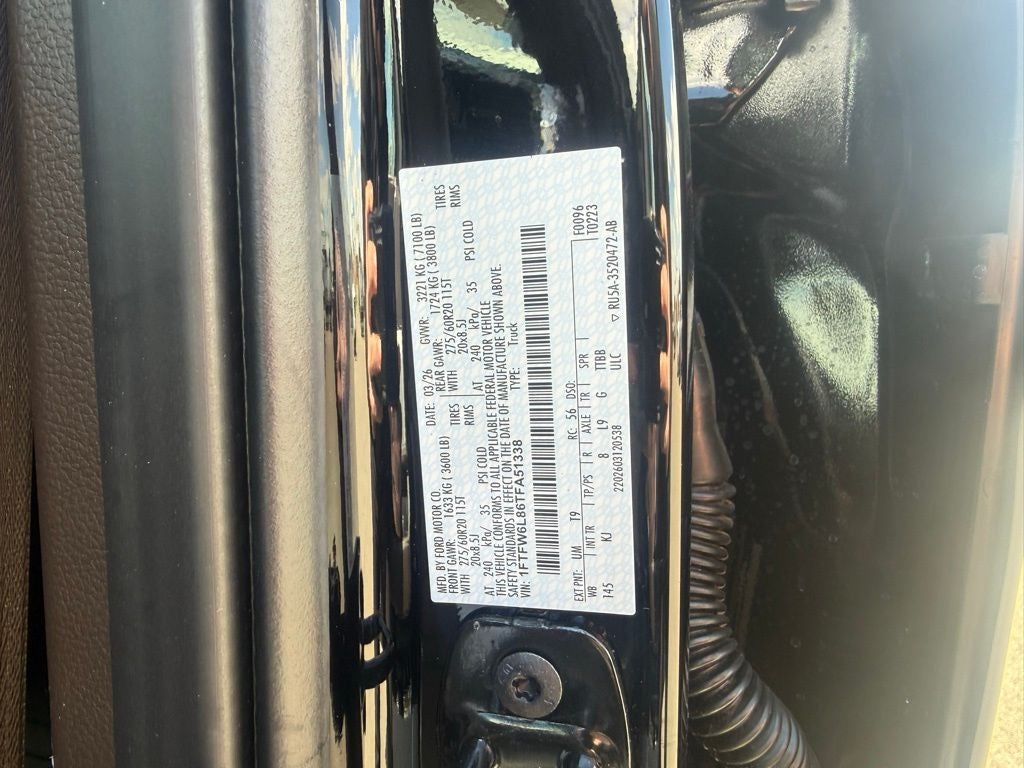 MFD. BY FORD MOTOR CO.
DATE: 03/26 GVWR: 3221 KG ( 7100 LB)
FRONT GAWR: 1633 KG ( 3600 LB)
REAR GAWR: 1724 KG ( 3800 LB)
WITH 275/60R20 115T TIRES
WITH 275/60R20 115T TIRES
20x8.5J RIMS
20x8.5J RIMS
AT 240 kPa/ 35 PSI COLD
AT 240 kPa/ 35 PSI COLD
THIS VEHICLE CONFORMS TO ALL APPLICABLE FEDERAL MOTOR VEHICLE
SAFETY STANDARDS IN EFFECT ON THE DATE OF MANUFACTURE SHOWN ABOVE.
VIN: 1FTFW6L86TFA51338 TYPE: Truck
EXT PNT: UM T9 RC: 56 DSO: F0096
WB INT TR TP/PS R AXLE TR SPR T0223
145 KJ 8 L9 G TTBB
2202603120538 ULC ▽ RU5A-3520472-AB